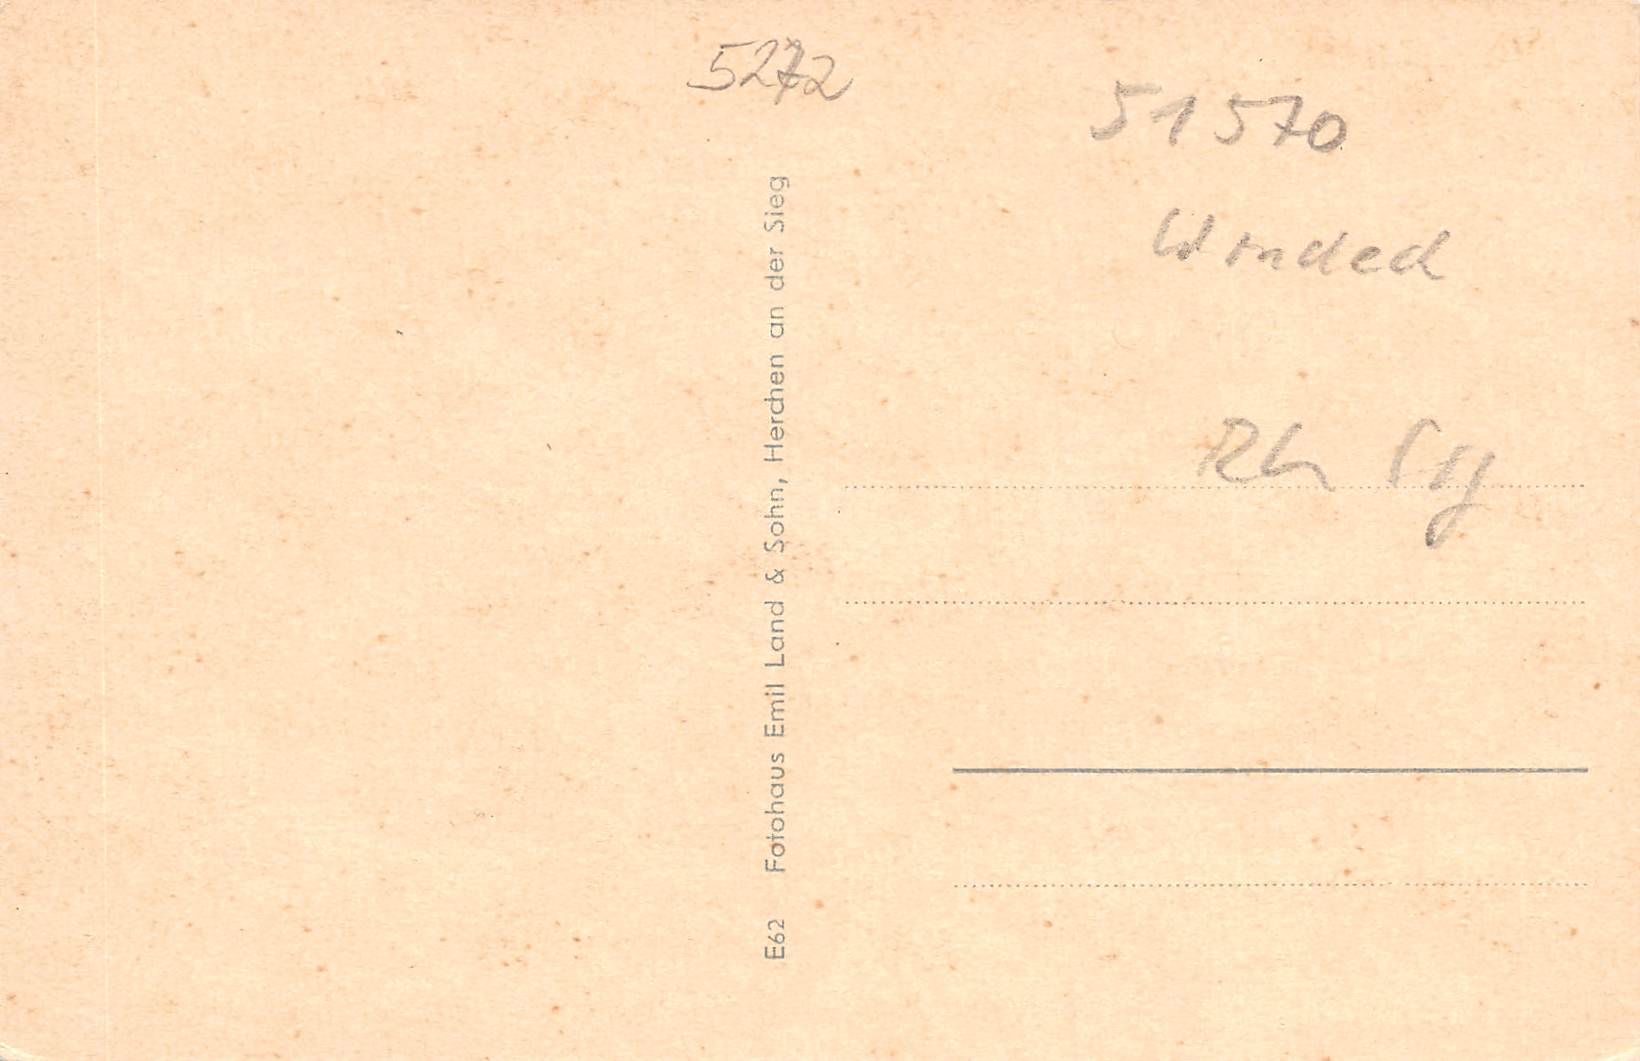 5272
51570
Windeck
Rh Sg
E62 Fotohaus Emil Land & Sohn, Herchen an der Sieg